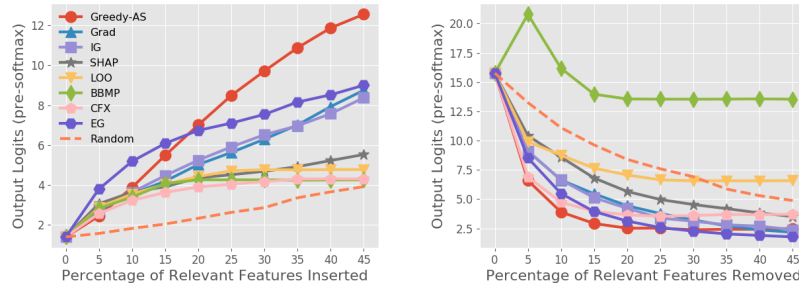 Output Logits (pre-softmax)
12
10
8
6
4
2
Greedy-AS
Grad
IG
SHAP
LOO
BBMP
CFX
EG
Random
0 5 10 15 20 25 30 35 40 45
Percentage of Relevant Features Inserted
Output Logits (pre-softmax)
20.0
17.5
15.0
12.5
10.0
7.5
5.0
2.5
0 5 10 15 20 25 30 35 40 45
Percentage of Relevant Features Removed